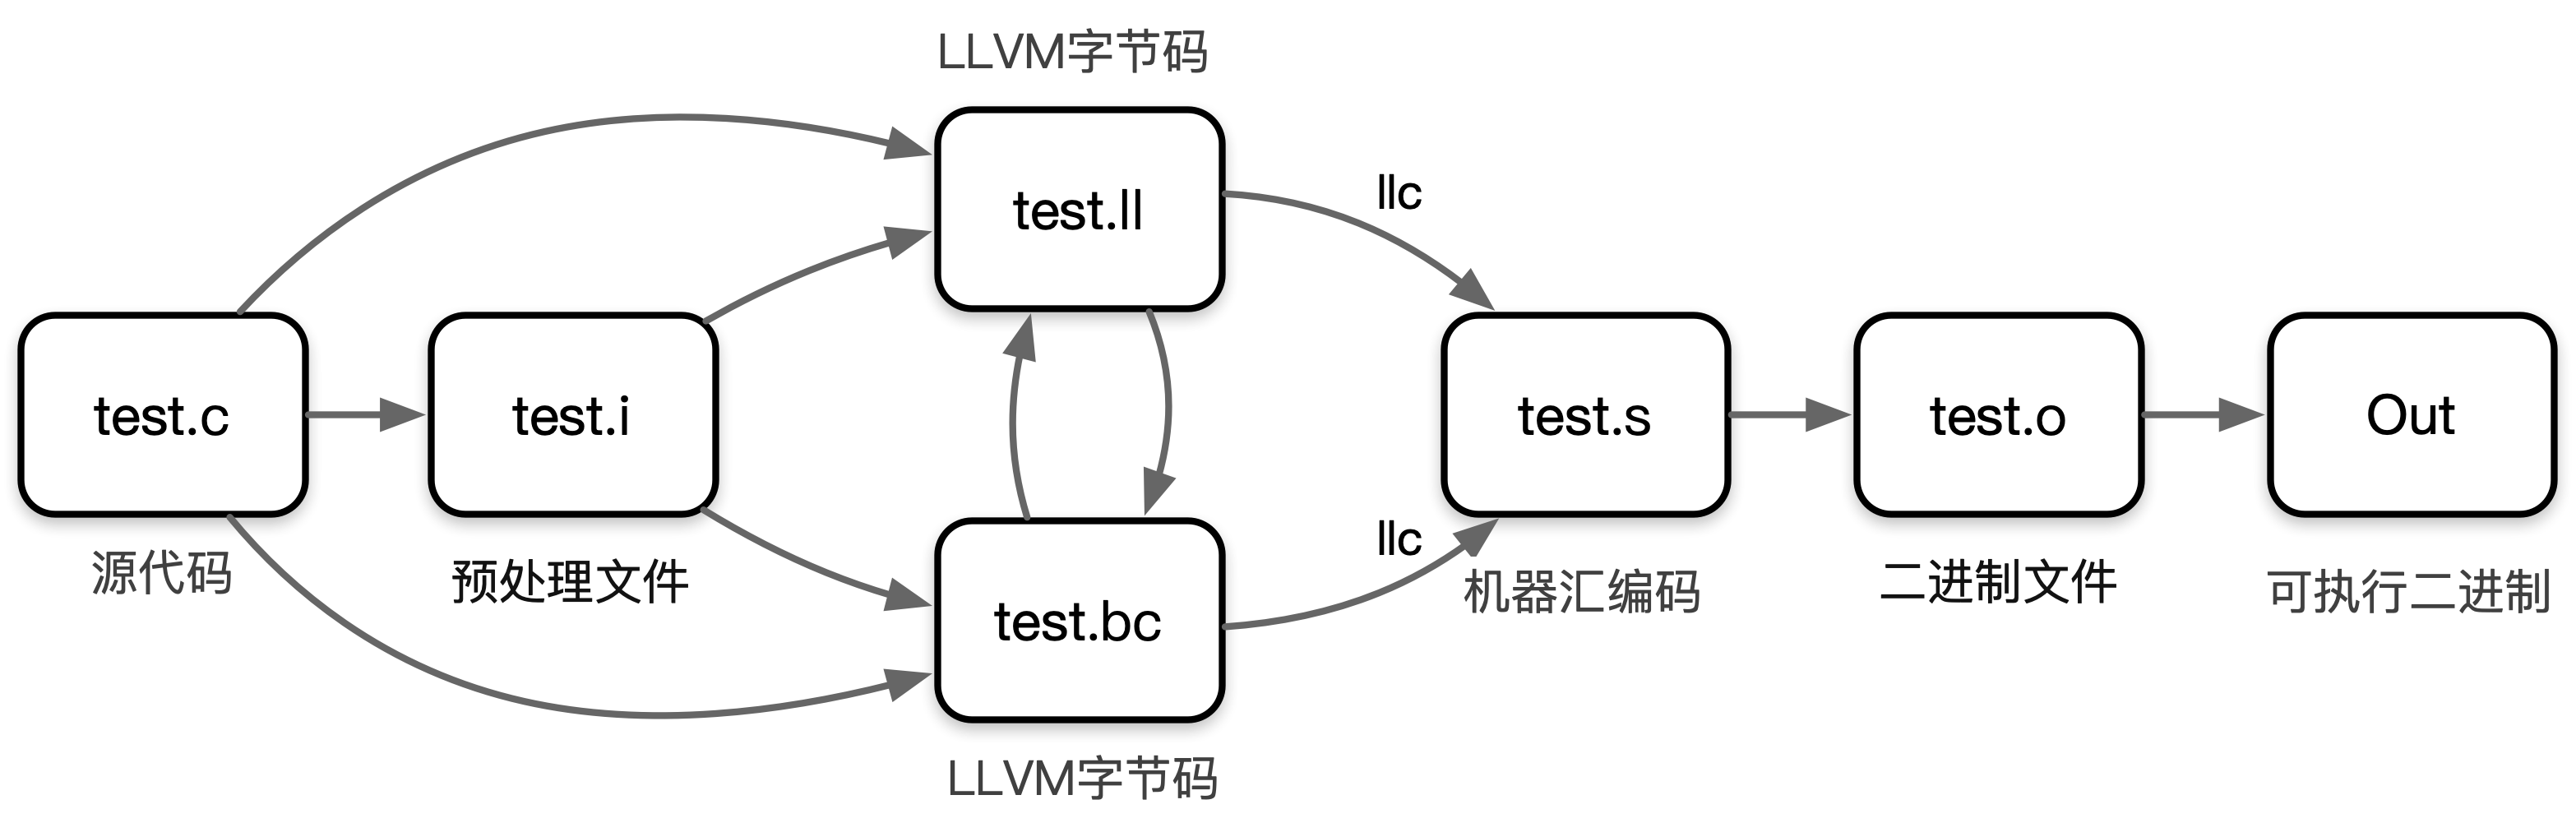 LLVM字节码
test.ll
llc
test.c
test.i
test.s
test.o
Out
源代码
预处理文件
test.bc
llc
机器汇编码
二进制文件
可执行二进制
LLVM字节码